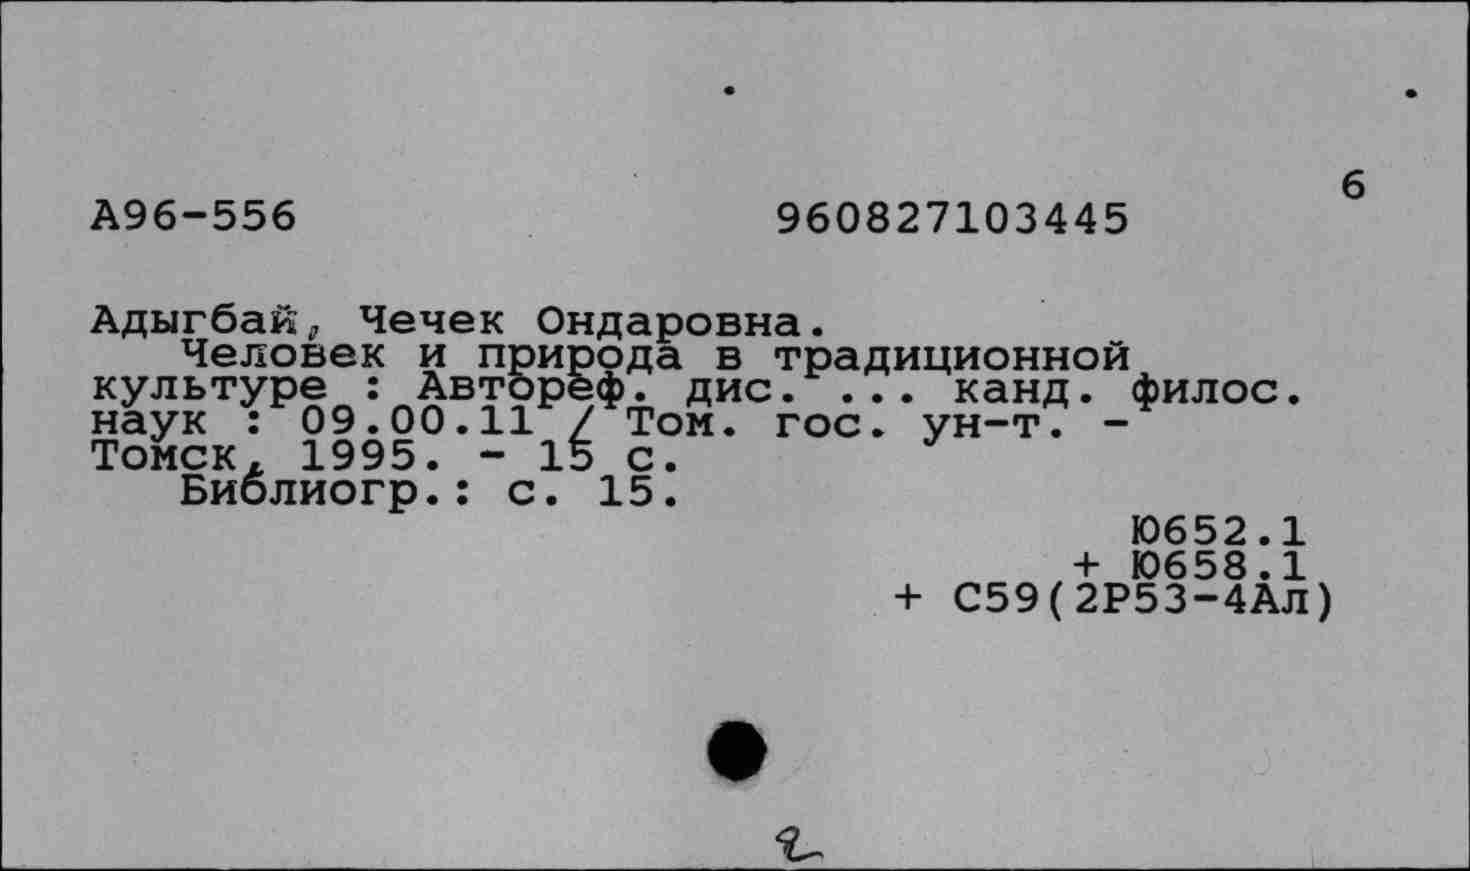 6
А96-556 960827103445
Адыгбай, Чечек Ондаровна.
Человек и природа в традиционной
культуре : Автореф. дис. ... канд. филос.
наук : 09.00.11 / Том. гос. ун-т. -
Томск, 1995. - 15 с.
Библиогр.: с. 15.
Ю652.1
+ Ю658.1
+ С59(2Р53-4Ал)